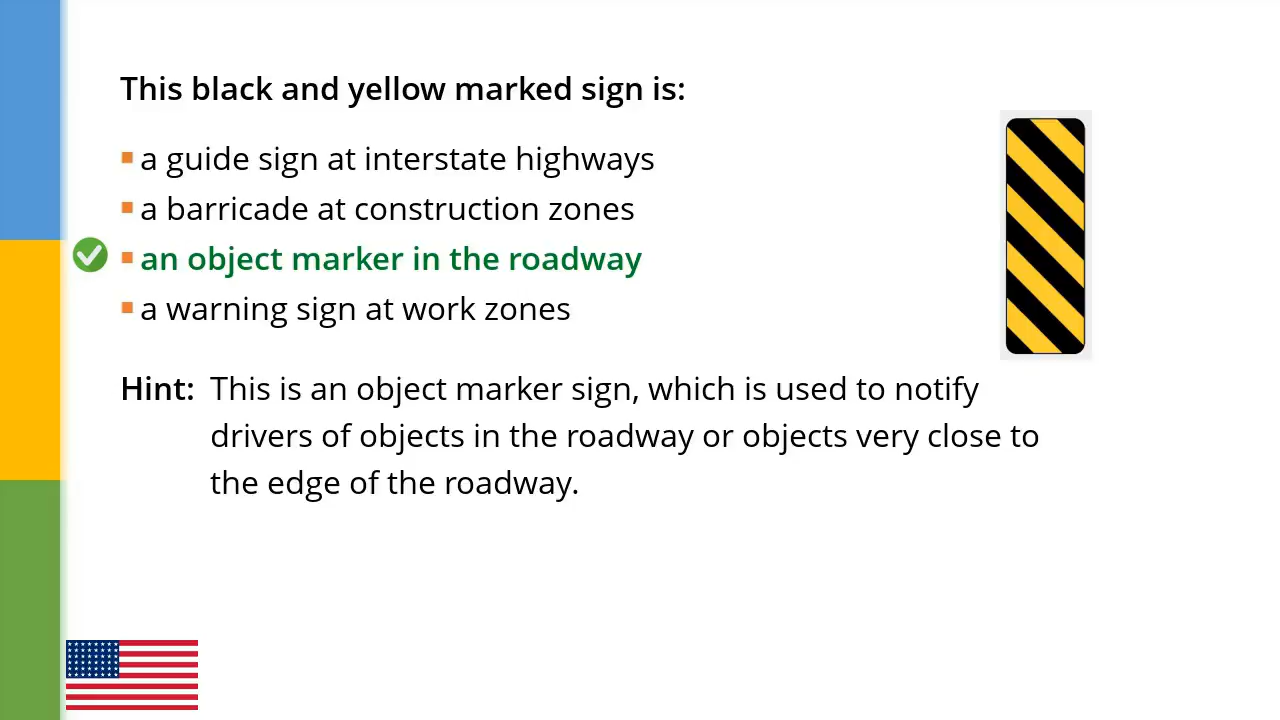 This black and yellow marked sign is:
a guide sign at interstate highways
a barricade at construction zones
an object marker in the roadway
a warning sign at work zones
Hint: This is an object marker sign, which is used to notify
drivers of objects in the roadway or objects very close to
the edge of the roadway.